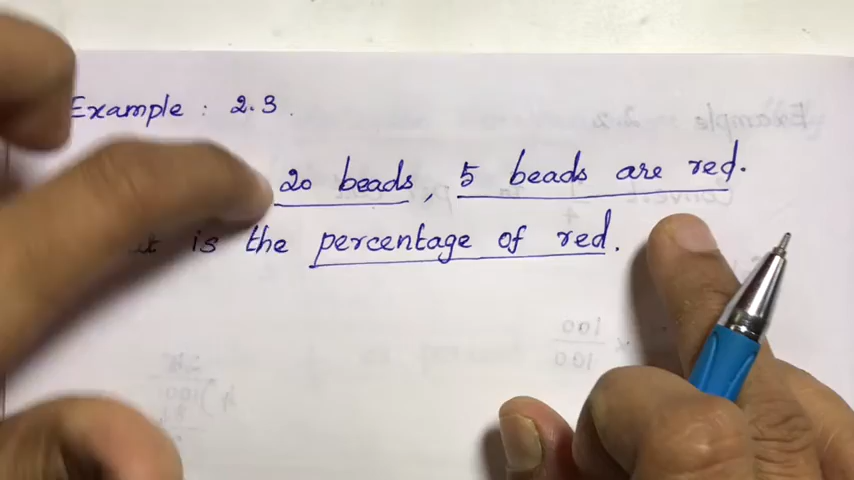 Example : 2.3.
20 beads, 5 beads are red.
is the percentage of red.